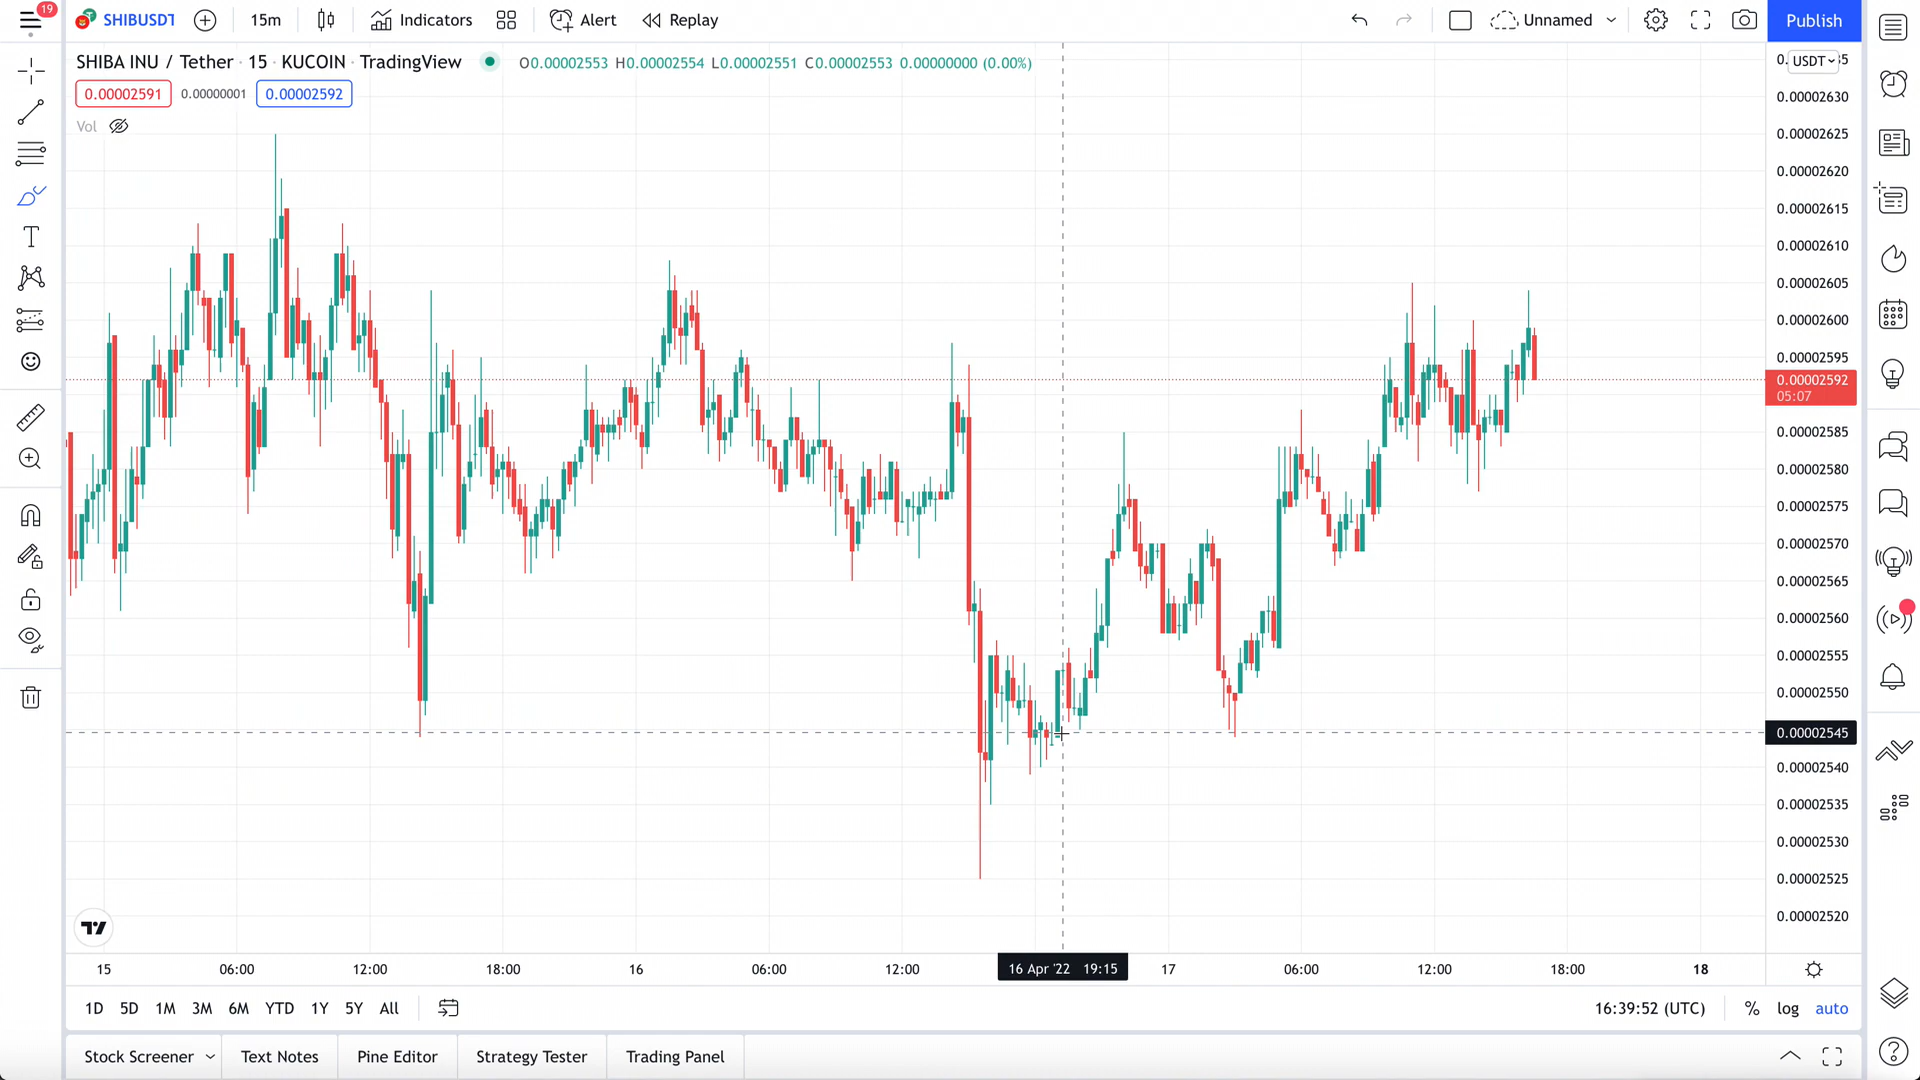 19
SHIBUSDT
15m
Indicators
Alert
Replay
Unnamed
Publish
SHIBA INU / Tether · 15 · KUCOIN · TradingView
O0.00002553 H0.00002554 L0.00002551 C0.00002553 0.00000000 (0.00%)
0.00002591
0.00000001
0.00002592
Vol
USDT
0.00002630
0.00002625
0.00002620
0.00002615
0.00002610
0.00002605
0.00002600
0.00002595
0.00002592
05:07
0.00002585
0.00002580
0.00002575
0.00002570
0.00002565
0.00002560
0.00002555
0.00002550
0.00002545
0.00002540
0.00002535
0.00002530
0.00002525
0.00002520
15 06:00 12:00 18:00 16 06:00 12:00 16 Apr '22 19:15 17 06:00 12:00 18:00 18
1D 5D 1M 3M 6M YTD 1Y 5Y All
16:39:52 (UTC) % log auto
Stock Screener
Text Notes
Pine Editor
Strategy Tester
Trading Panel